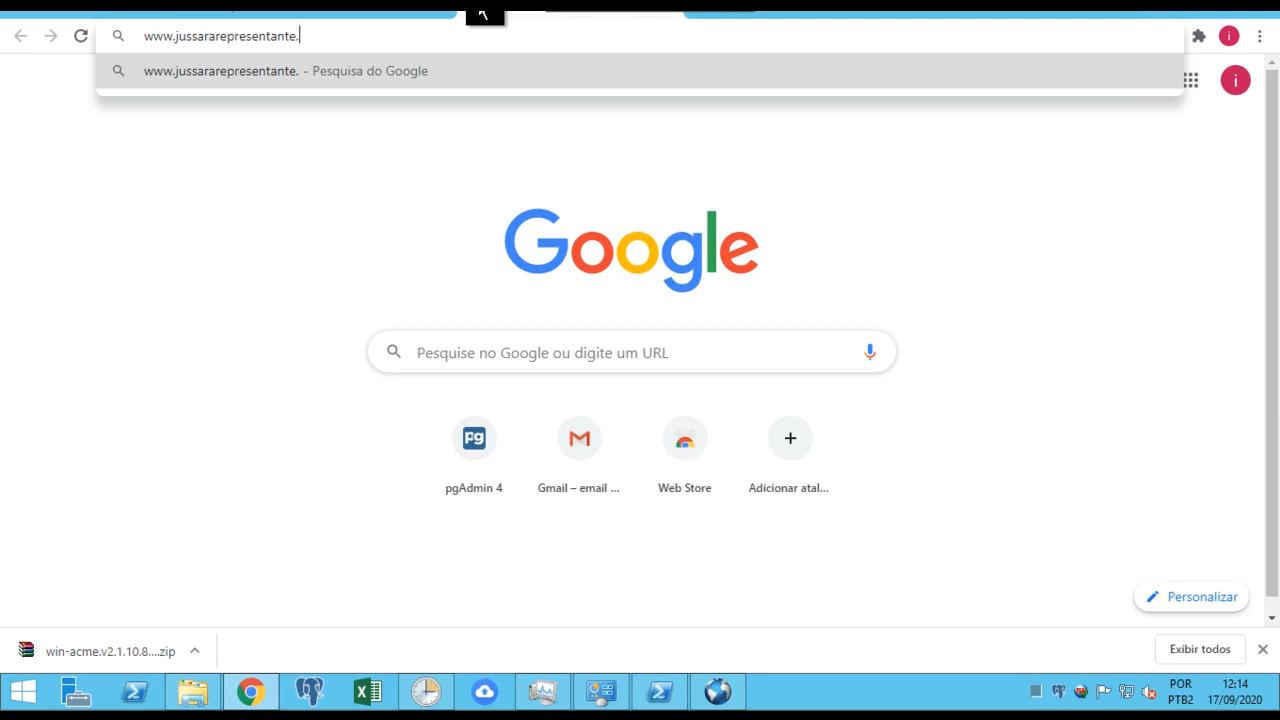 www.jussararepresentante.
i
www.jussararepresentante. - Pesquisa do Google
i
Google
Pesquise no Google ou digite um URL
pg
pgAdmin 4
Gmail – email ...
Web Store
Adicionar atal...
Personalizar
win-acme.v2.1.10.8....zip
Exibir todos
POR
PTB2
12:14
17/09/2020